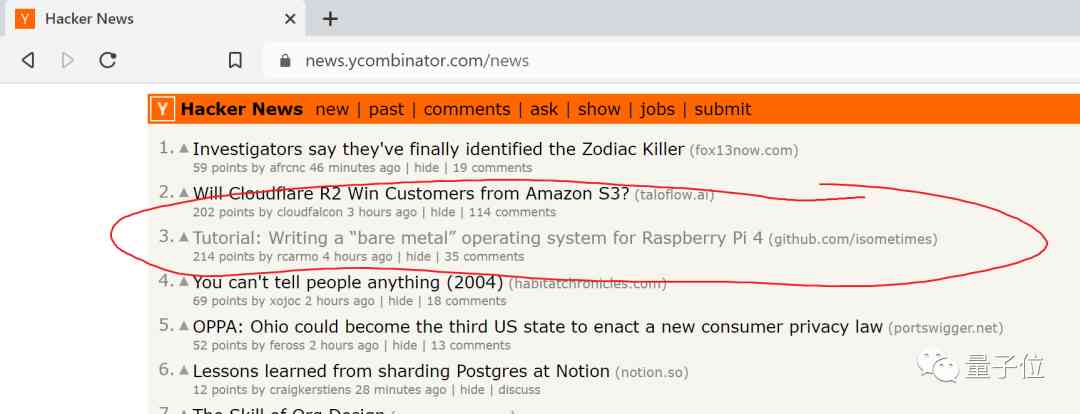 Hacker News
news.ycombinator.com/news
Y Hacker News new | past | comments | ask | show | jobs | submit
1. Investigators say they've finally identified the Zodiac Killer (fox13now.com)
59 points by afrcnc 46 minutes ago | hide | 19 comments
2. Will Cloudflare R2 Win Customers from Amazon S3? (taloflow.ai)
202 points by cloudfalcon 3 hours ago | hide | 114 comments
3. Tutorial: Writing a “bare metal” operating system for Raspberry Pi 4 (github.com/isometimes)
214 points by rcarmo 4 hours ago | hide | 35 comments
4. You can't tell people anything (2004) (habitatchronicles.com)
69 points by xojoc 2 hours ago | hide | 18 comments
5. OPPA: Ohio could become the third US state to enact a new consumer privacy law (portswigger.net)
52 points by feross 2 hours ago | hide | 13 comments
6. Lessons learned from sharding Postgres at Notion (notion.so)
12 points by craigkerstiens 28 minutes ago | hide | discuss
量子位
7. The Skill of Org Design